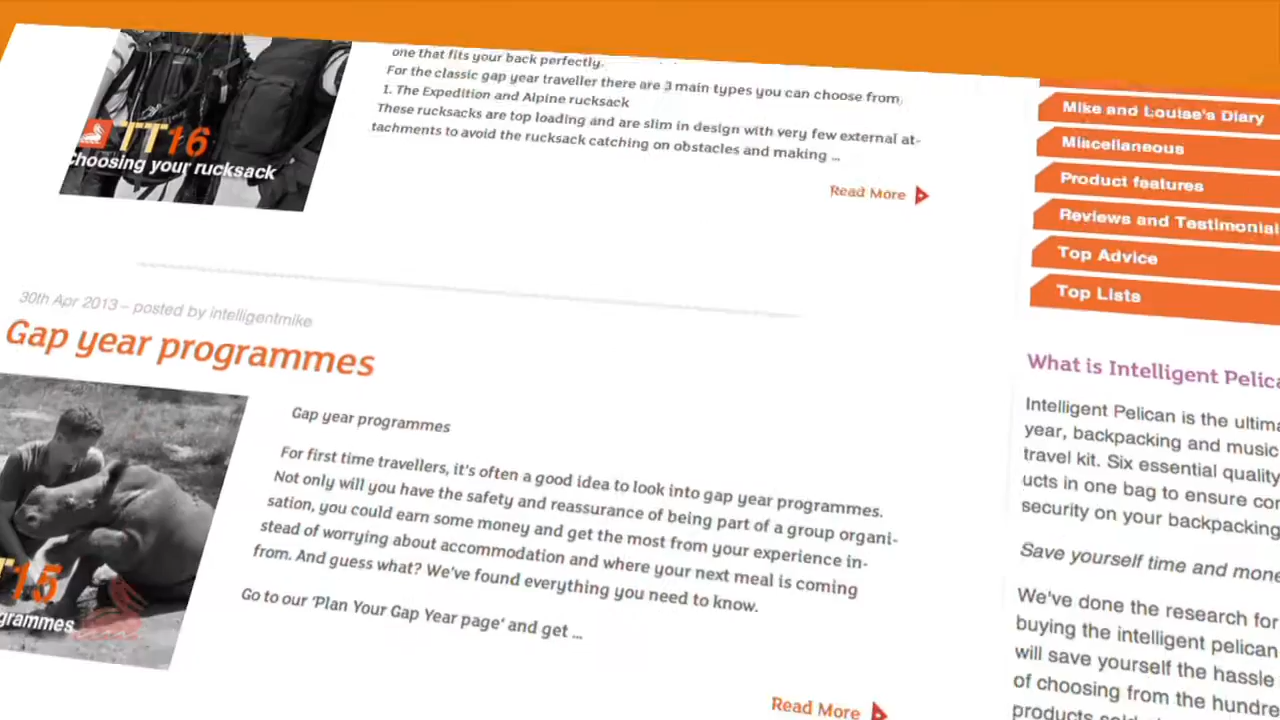 one that fits your back perfectly.
For the classic gap year traveller there are 3 main types you can choose from
1. The Expedition and Alpine rucksack
These rucksacks are top loading and are slim in design with very few external at-
tachments to avoid the rucksack catching on obstacles and making ...
Read More
TT16
choosing your rucksack
30th Apr 2013 – posted by intelligentmike
Gap year programmes
Gap year programmes
For first time travellers, it's often a good idea to look into gap year programmes.
Not only will you have the safety and reassurance of being part of a group organi-
sation, you could earn some money and get the most from your experience in-
stead of worrying about accommodation and where your next meal is coming
from. And guess what? We've found everything you need to know.
Go to our 'Plan Your Gap Year page' and get ...
Read More
T15
grammes
Mike and Louise's Diary
Miscellaneous
Product features
Reviews and Testimonial
Top Advice
Top Lists
What is Intelligent Pelica
Intelligent Pelican is the ultima
year, backpacking and music
travel kit. Six essential quality
ucts in one bag to ensure co
security on your backpacking
Save yourself time and mone
We've done the research for
buying the intelligent pelican
will save yourself the hassle
of choosing from the hundre
products